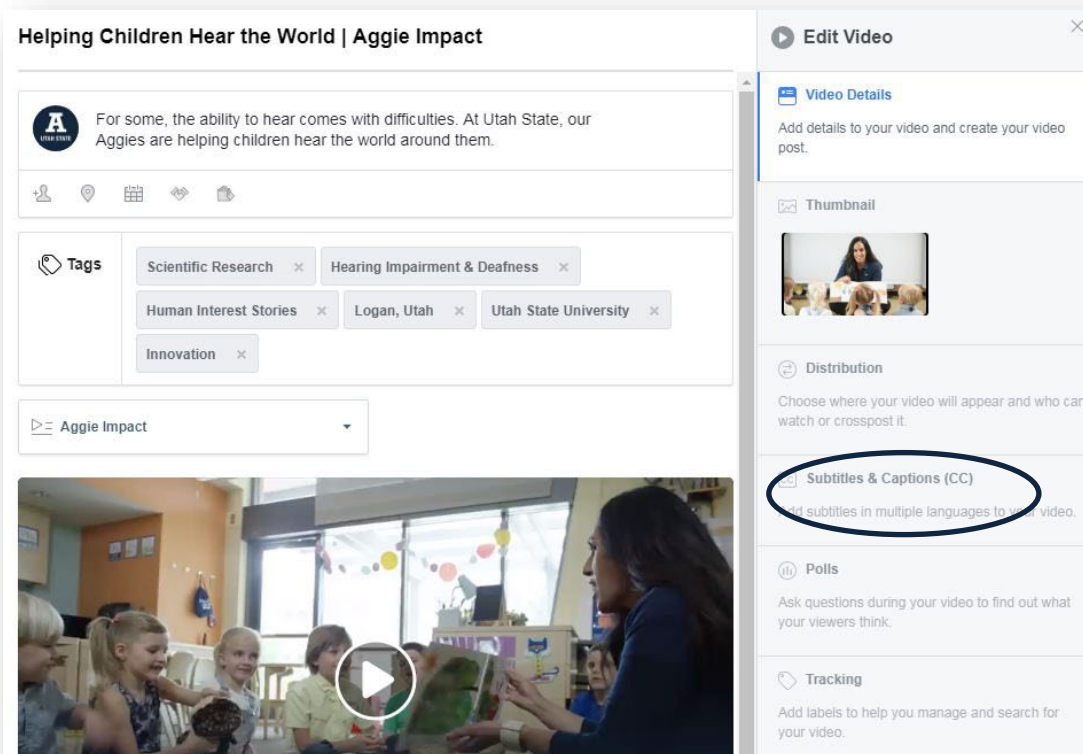 Helping Children Hear the World | Aggie Impact
A
UTAH STATE
For some, the ability to hear comes with difficulties. At Utah State, our
Aggies are helping children hear the world around them.
Tags
Scientific Research ×
Hearing Impairment & Deafness ×
Human Interest Stories ×
Logan, Utah ×
Utah State University ×
Innovation ×
Aggie Impact
Edit Video
×
Video Details
Add details to your video and create your video
post.
Thumbnail
Distribution
Choose where your video will appear and who can
watch or crosspost it.
Subtitles & Captions (CC)
Add subtitles in multiple languages to your video.
Polls
Ask questions during your video to find out what
your viewers think.
Tracking
Add labels to help you manage and search for
your video.